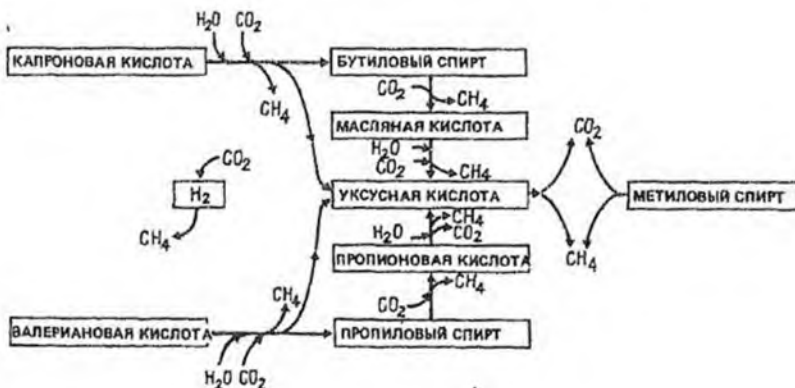 H₂O CO₂
КАПРОНОВАЯ КИСЛОТА
БУТИЛОВЫЙ СПИРТ
CH₄
CO₂ CH₄
МАСЛЯНАЯ КИСЛОТА
CO₂
H₂O
CO₂ CH₄
CO₂
H₂
УКСУСНАЯ КИСЛОТА
МЕТИЛОВЫЙ СПИРТ
CH₄
CH₄
H₂O CO₂
CH₄
ПРОПИОНОВАЯ КИСЛОТА
CH₄
CO₂ CH₄
ВАЛЕРИАНОВАЯ КИСЛОТА
ПРОПИЛОВЫЙ СПИРТ
H₂O CO₂